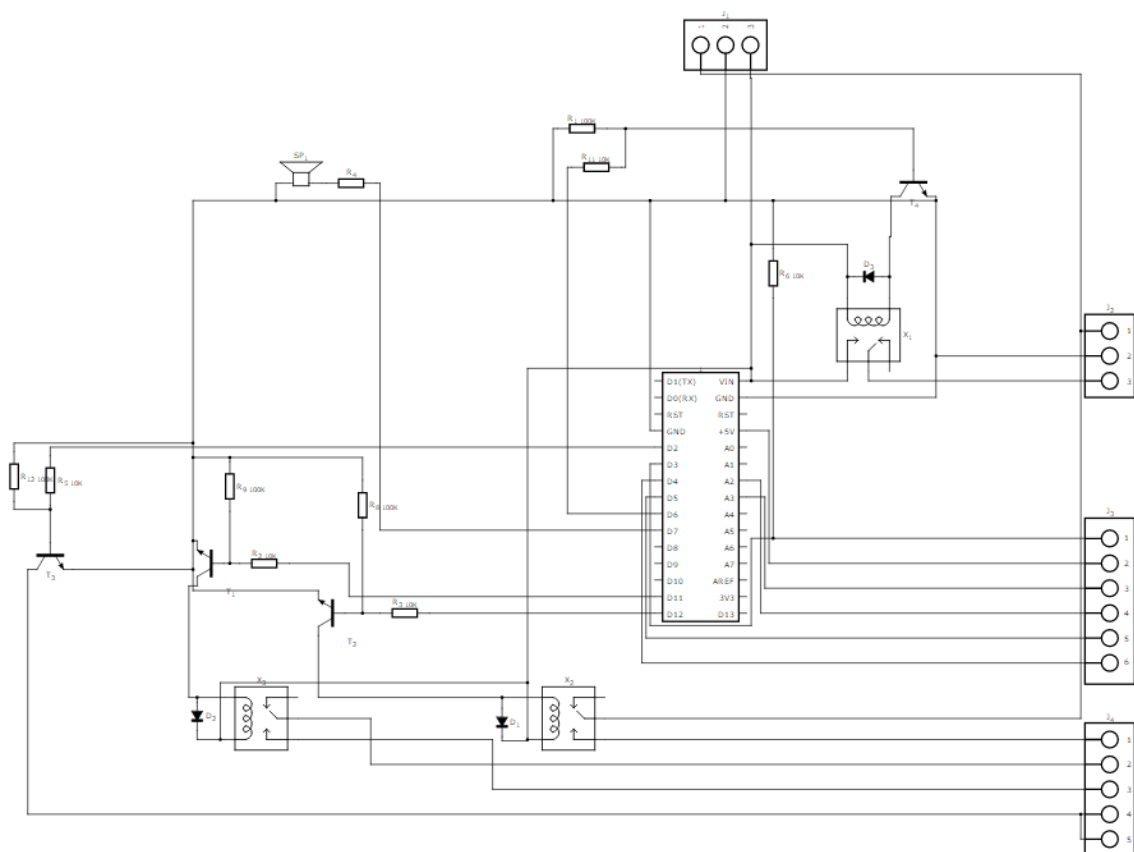 J1
1 2 3
R1 100K
R11 10K
SP1
R4
T4
R6 10K
D3
X1
J2
1
2
3
D1(TX) VIN
D0(RX) GND
RST RST
GND +5V
D2 A0
D3 A1
D4 A2
D5 A3
D6 A4
D7 A5
D8 A6
D9 A7
D10 AREF
D11 3V3
D12 D13
R12 100K
R5 10K
R9 100K
R8 100K
J3
1
2
3
4
5
6
T3
R2 10K
T1
R3 10K
T2
X3
X2
D2
D1
J4
1
2
3
4
5